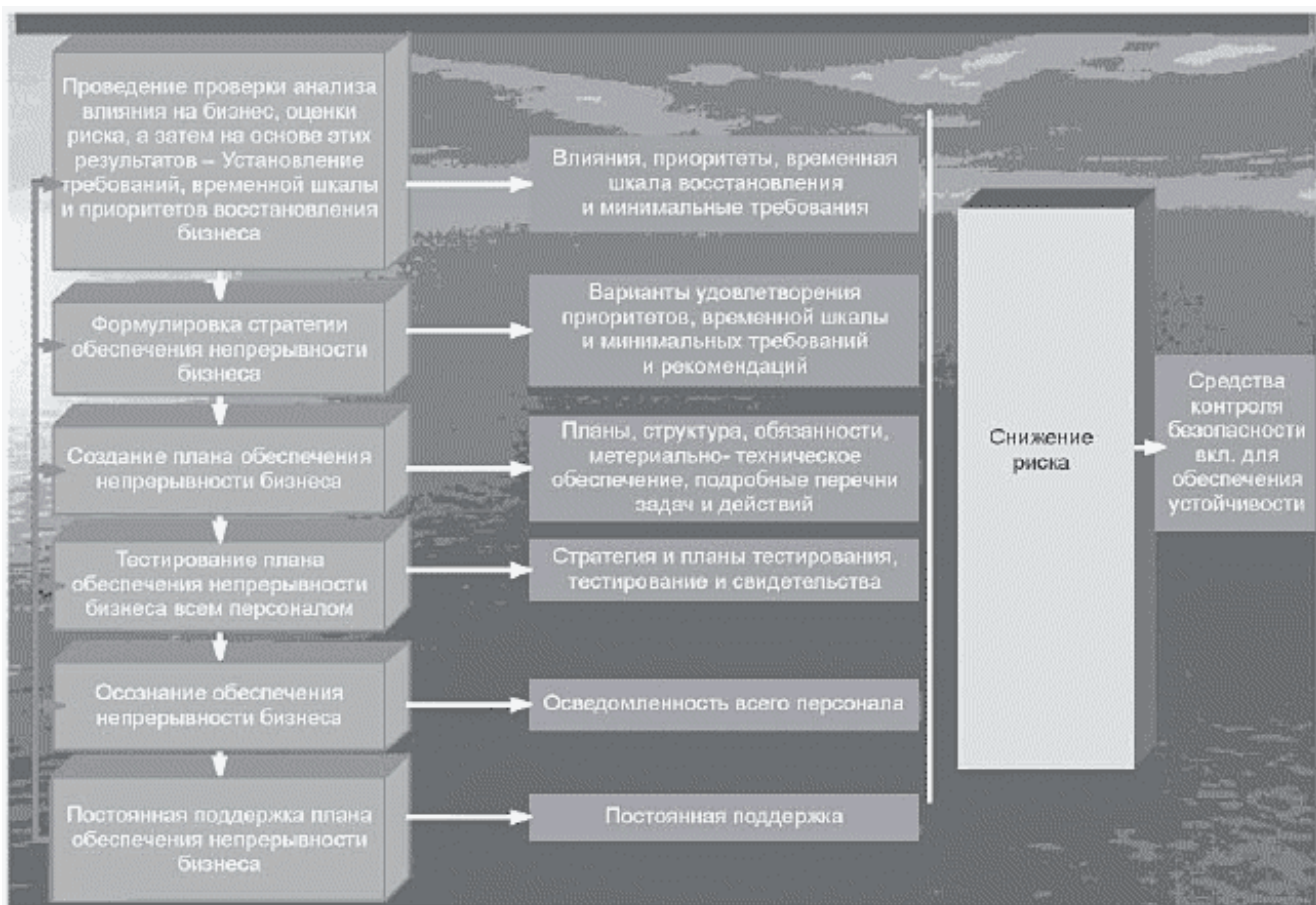 Проведение проверки анализа
влияния на бизнес, оценки
риска, а затем на основе этих
результатов – Установление
требований, временной шкалы
и приоритетов восстановления
бизнеса
Влияния, приоритеты, временная
шкала восстановления
и минимальные требования
Формулировка стратегии
обеспечения непрерывности
бизнеса
Варианты удовлетворения
приоритетов, временной шкалы
и минимальных требований
и рекомендаций
Создание плана обеспечения
непрерывности бизнеса
Планы, структура, обязанности,
метериально- техническое
обеспечение, подробные перечни
задач и действий
Тестирование плана
обеспечения непрерывности
бизнеса всем персоналом
Стратегия и планы тестирования,
тестирование и свидетельства
Осознание обеспечения
непрерывности бизнеса
Осведомленность всего персонала
Постоянная поддержка плана
обеспечения непрерывности
бизнеса
Постоянная поддержка
Снижение
риска
Средства
контроля
безопасности
вкл. для
обеспечения
устойчивости